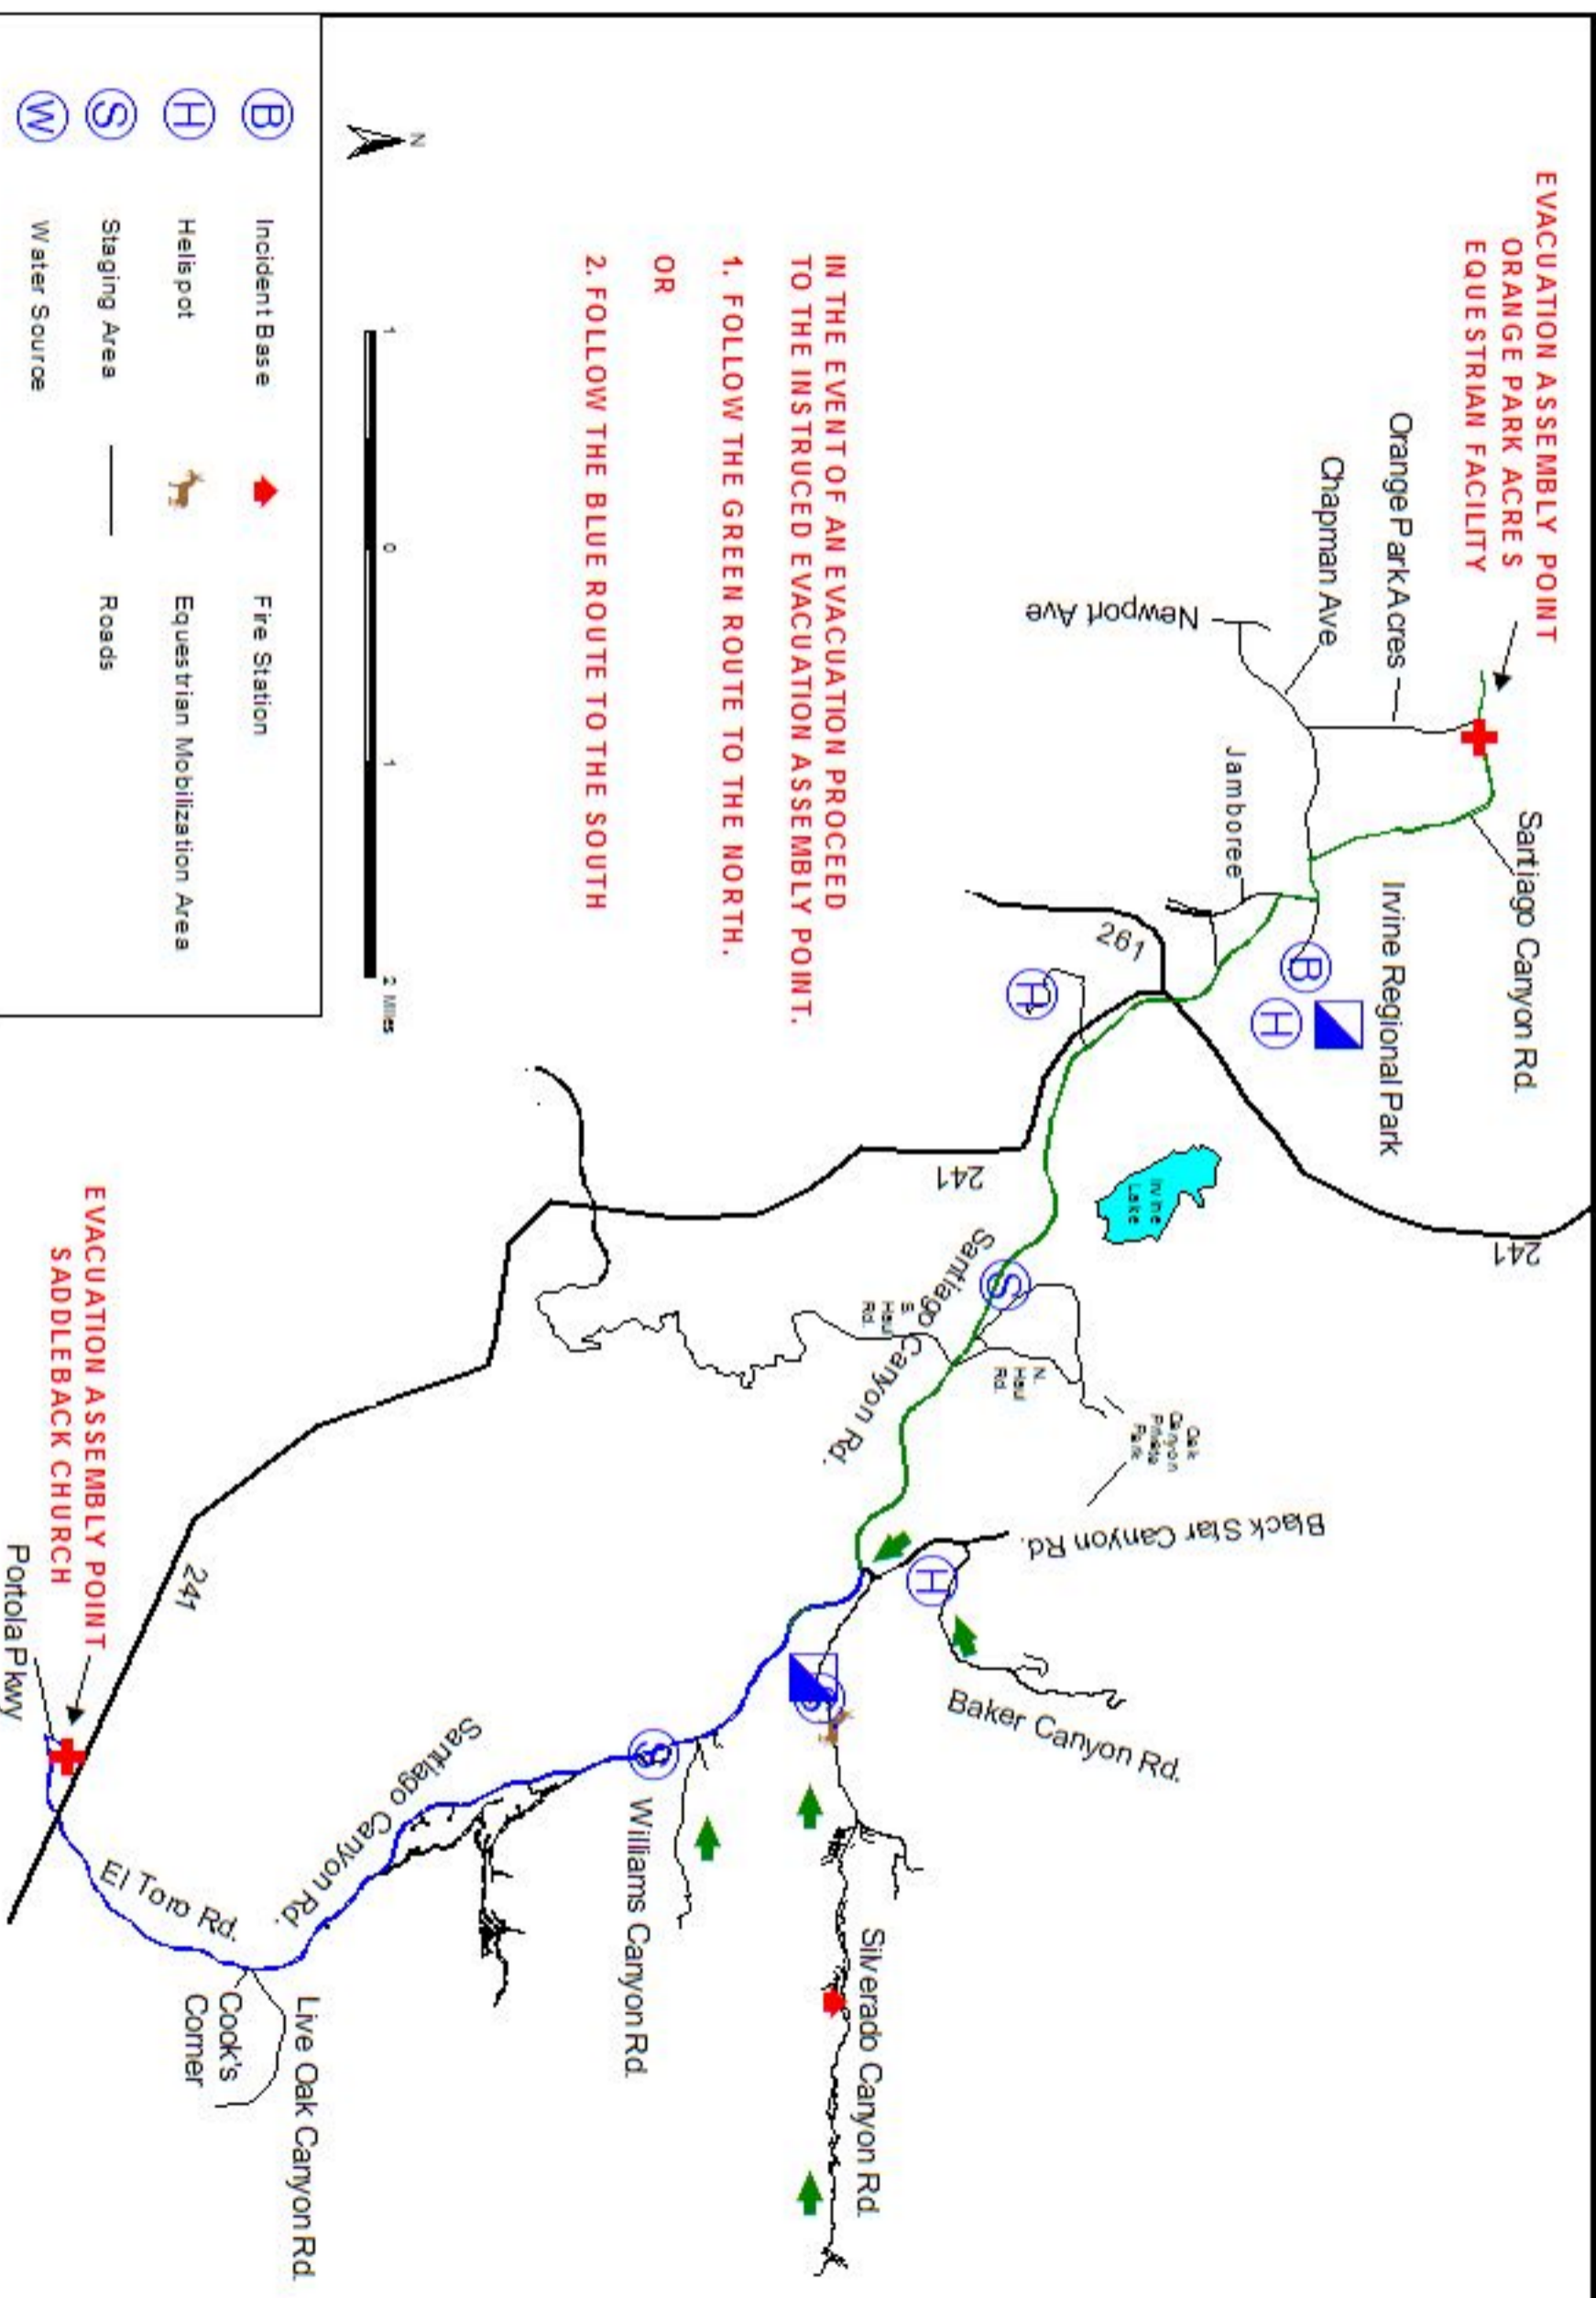 EVACUATION ASSEMBLY POINT
ORANGE PARK ACRES
EQUESTRIAN FACILITY
Santiago Canyon Rd.
Orange Park Acres
Irvine Regional Park
Chapman Ave
Jamboree
Newport Ave
B
H
261
H
241
Irvine
Lake
241
IN THE EVENT OF AN EVACUATION PROCEED
TO THE INSTRUCED EVACUATION ASSEMBLY POINT.
1. FOLLOW THE GREEN ROUTE TO THE NORTH.
OR
2. FOLLOW THE BLUE ROUTE TO THE SOUTH
S
Santiago Canyon Rd.
S.
Haul
Rd.
N.
Haul
Rd.
Oak
Canyon
Private
Park
Black Star Canyon Rd.
H
Baker Canyon Rd.
S
Silverado Canyon Rd.
S
Williams Canyon Rd.
Santiago Canyon Rd.
Live Oak Canyon Rd.
Cook's
Corner
El Toro Rd.
241
EVACUATION ASSEMBLY POINT
SADDLEBACK CHURCH
Portola Pkwy
N
1 0 1 2 Miles
B Incident Base Fire Station
H Helispot Equestrian Mobilization Area
S Staging Area Roads
W Water Source